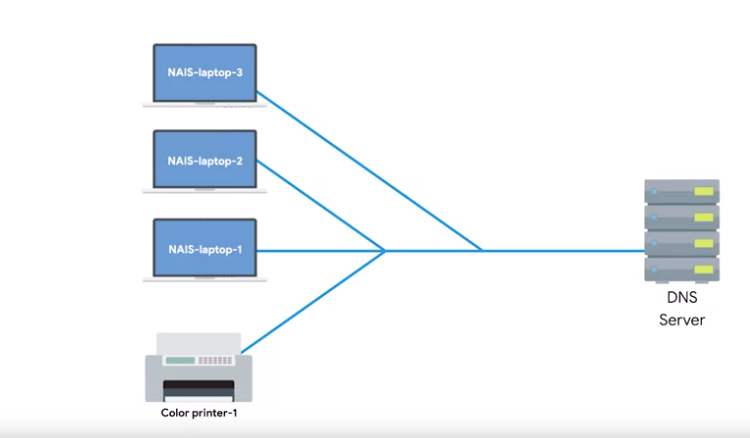 NAIS-laptop-3
NAIS-laptop-2
NAIS-laptop-1
DNS
Server
Color printer-1